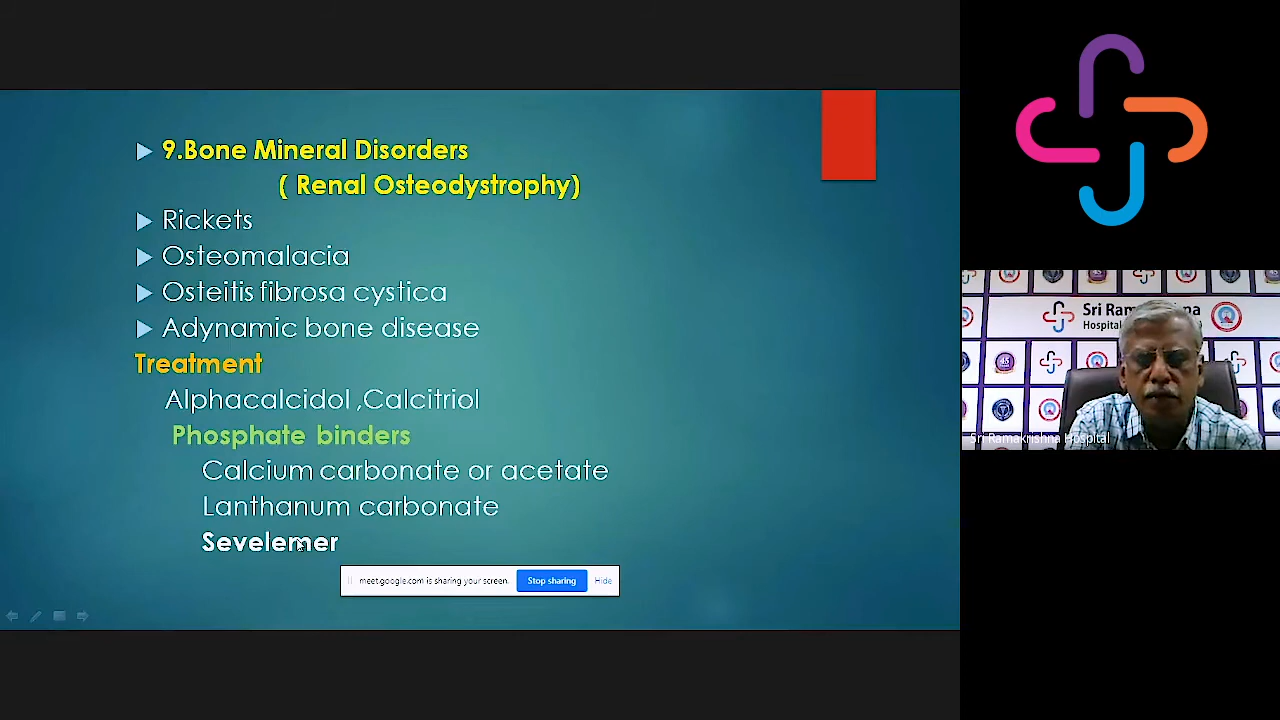 9.Bone Mineral Disorders
( Renal Osteodystrophy)
Rickets
Osteomalacia
Osteitis fibrosa cystica
Adynamic bone disease
Treatment
Alphacalcidol ,Calcitriol
Phosphate binders
Calcium carbonate or acetate
Lanthanum carbonate
Sevelemer
meet.google.com is sharing your screen.
Stop sharing
Hide
Sri Ramakrishna Hospital